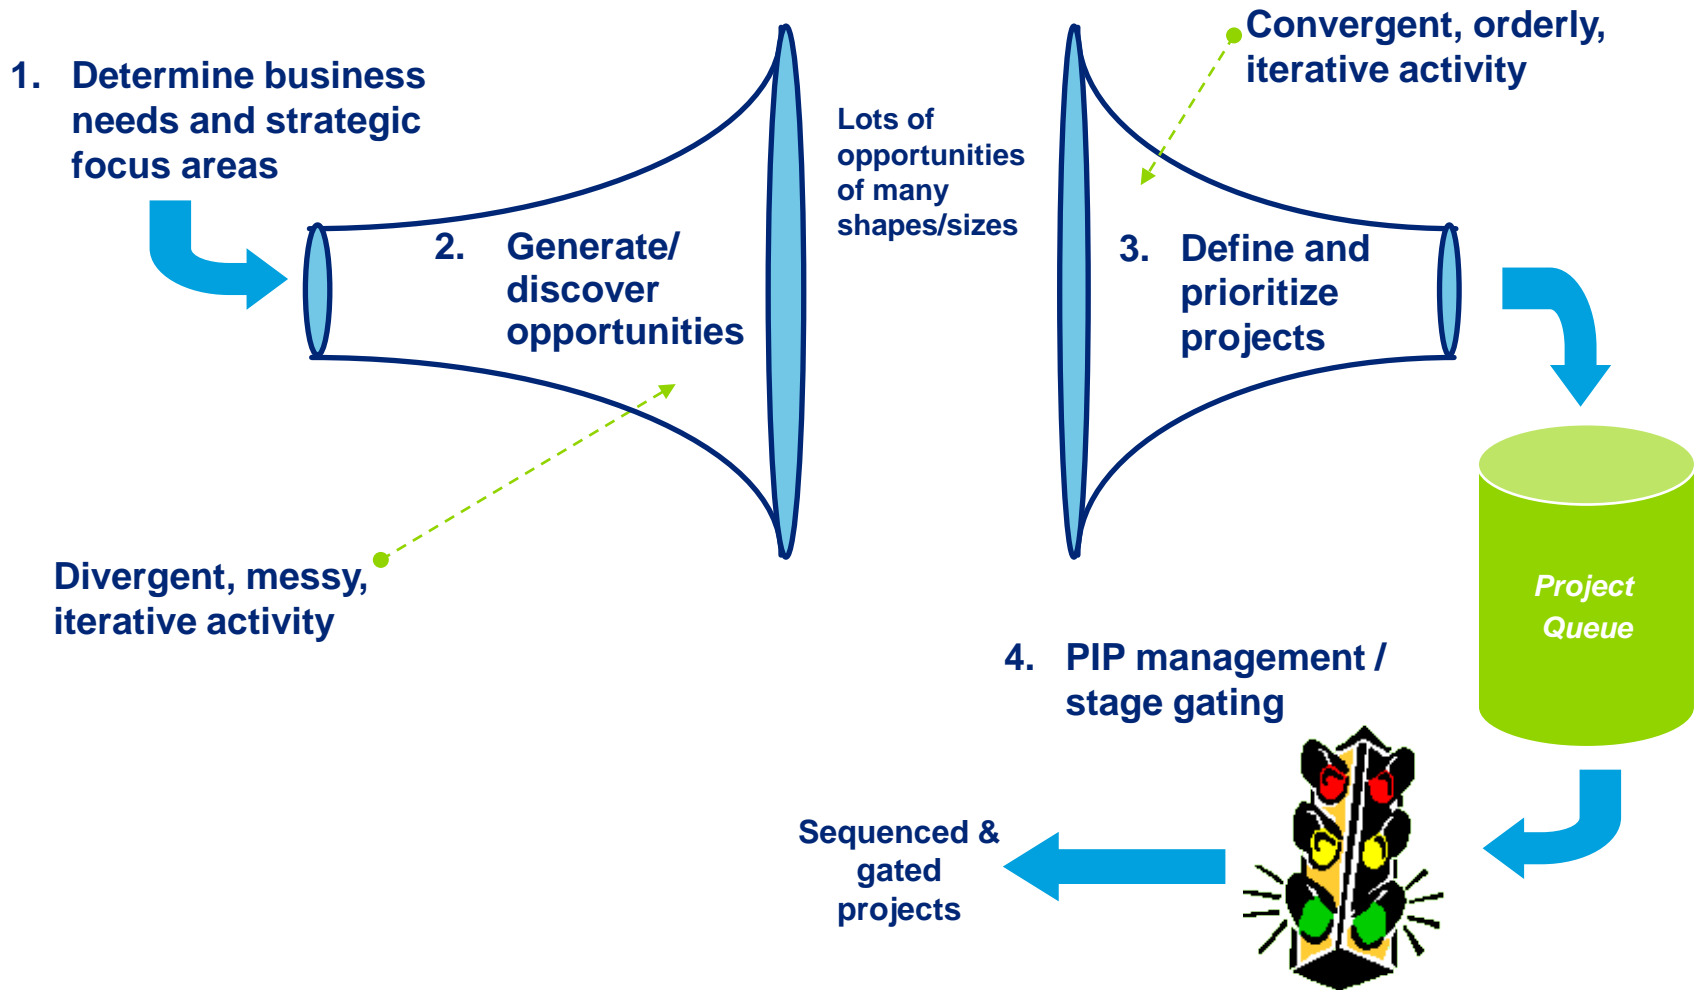 1. Determine business
needs and strategic
focus areas
2. Generate/
discover
opportunities
Divergent, messy,
iterative activity
Lots of
opportunities
of many
shapes/sizes
Convergent, orderly,
iterative activity
3. Define and
prioritize
projects
Project
Queue
4. PIP management /
stage gating
Sequenced &
gated
projects